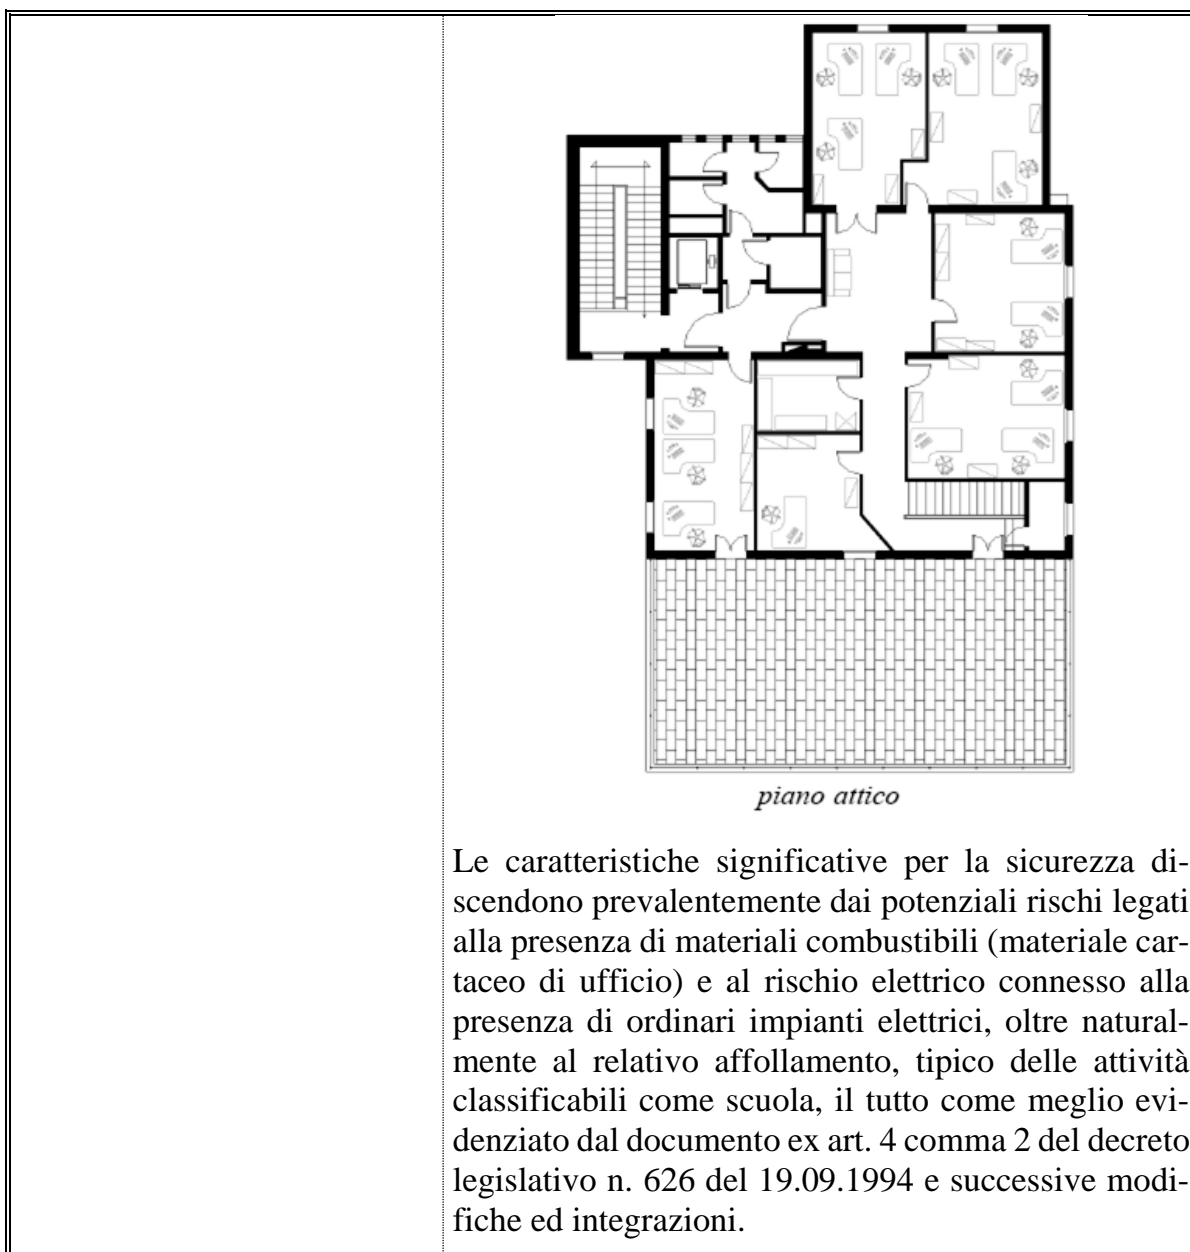 piano attico
Le caratteristiche significative per la sicurezza di-
scendono prevalentemente dai potenziali rischi legati
alla presenza di materiali combustibili (materiale car-
taceo di ufficio) e al rischio elettrico connesso alla
presenza di ordinari impianti elettrici, oltre natural-
mente al relativo affollamento, tipico delle attività
classificabili come scuola, il tutto come meglio evi-
denziato dal documento ex art. 4 comma 2 del decreto
legislativo n. 626 del 19.09.1994 e successive modi-
fiche ed integrazioni.